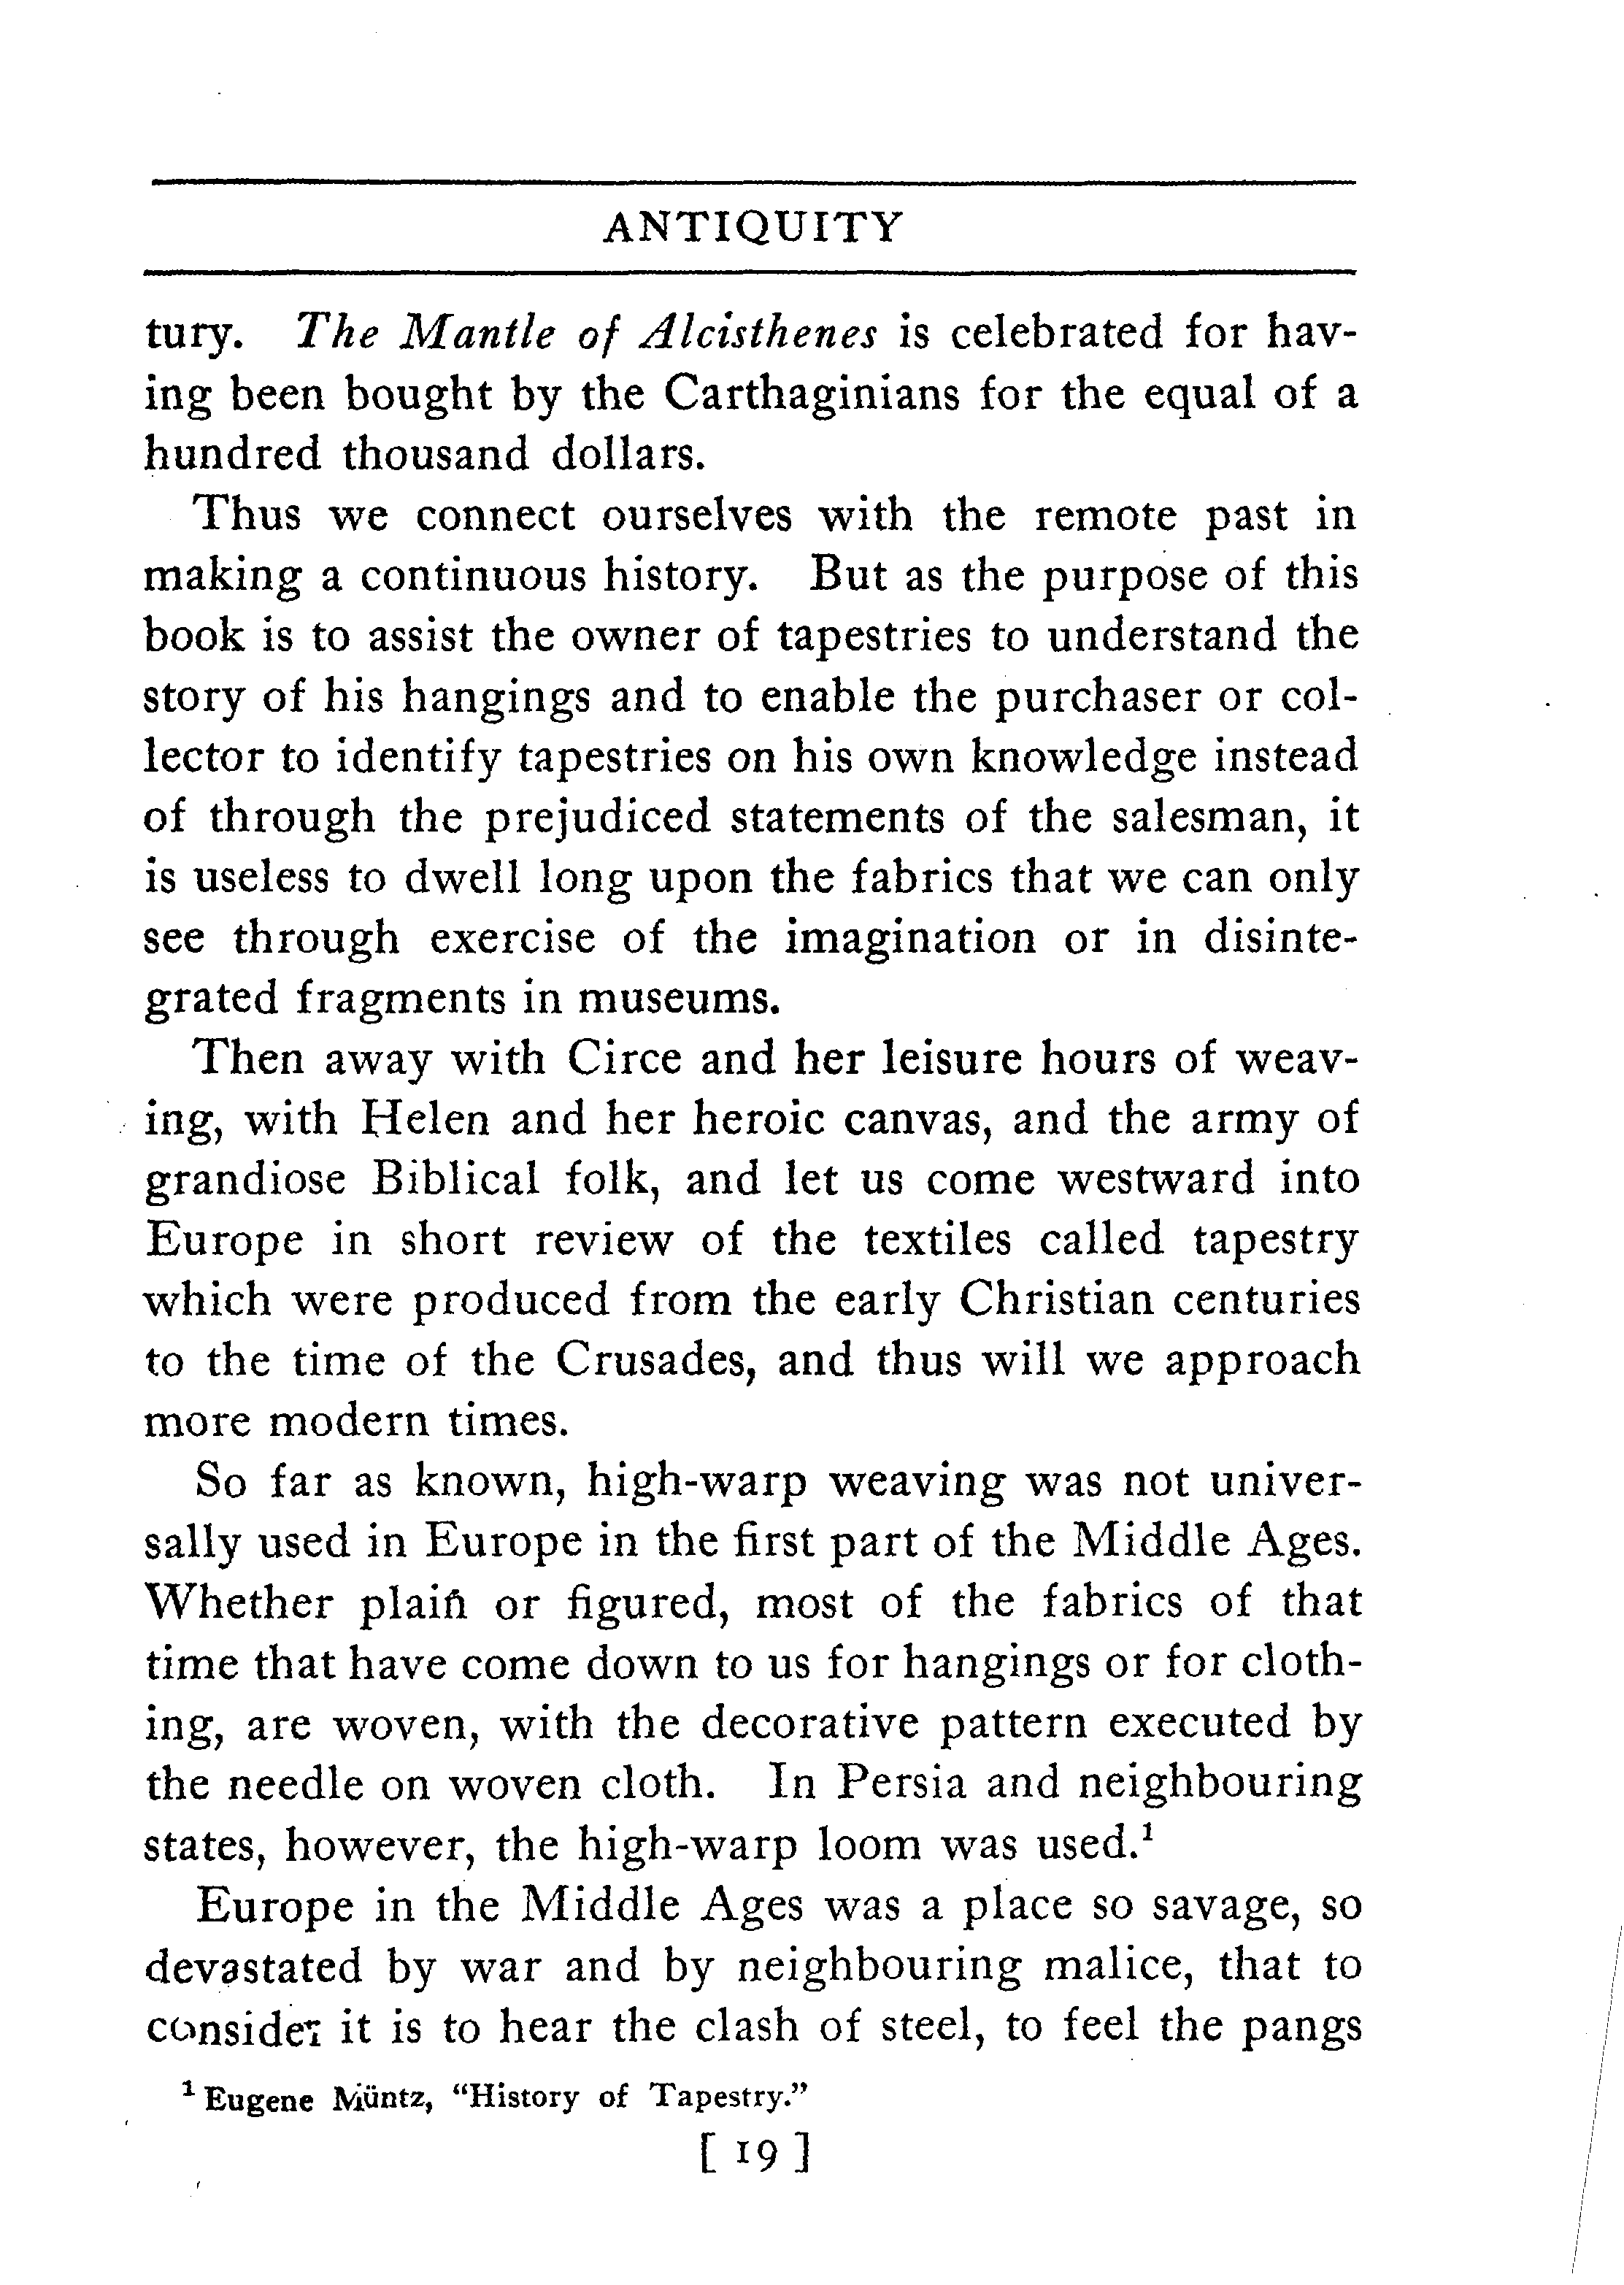 ANTIQUITY
tury. The Mantle of Alcisthenes is celebrated for hav-
ing been bought by the Carthaginians for the equal of a
hundred thousand dollars.
Thus we connect ourselves with the remote past in
making a continuous history. But as the purpose of this
book is to assist the owner of tapestries to understand the
story of his hangings and to enable the purchaser or col-
lector to identify tapestries on his own knowledge instead
of through the prejudiced statements of the salesman, it
is useless to dwell long upon the fabrics that we can only
see through exercise of the imagination or in disinte-
grated fragments in museums.
Then away with Circe and her leisure hours of weav-
ing, with Helen and her heroic canvas, and the army of
grandiose Biblical folk, and let us come westward into
Europe in short review of the textiles called tapestry
which were produced from the early Christian centuries
to the time of the Crusades, and thus will we approach
more modern times.
So far as known, high-warp weaving was not univer-
sally used in Europe in the first part of the Middle Ages.
Whether plain or figured, most of the fabrics of that
time that have come down to us for hangings or for cloth-
ing, are woven, with the decorative pattern executed by
the needle on woven cloth. In Persia and neighbouring
states, however, the high-warp loom was used.¹
Europe in the Middle Ages was a place so savage, so
devastated by war and by neighbouring malice, that to
consider it is to hear the clash of steel, to feel the pangs
¹ Eugene Müntz, "History of Tapestry."
[ 19 ]